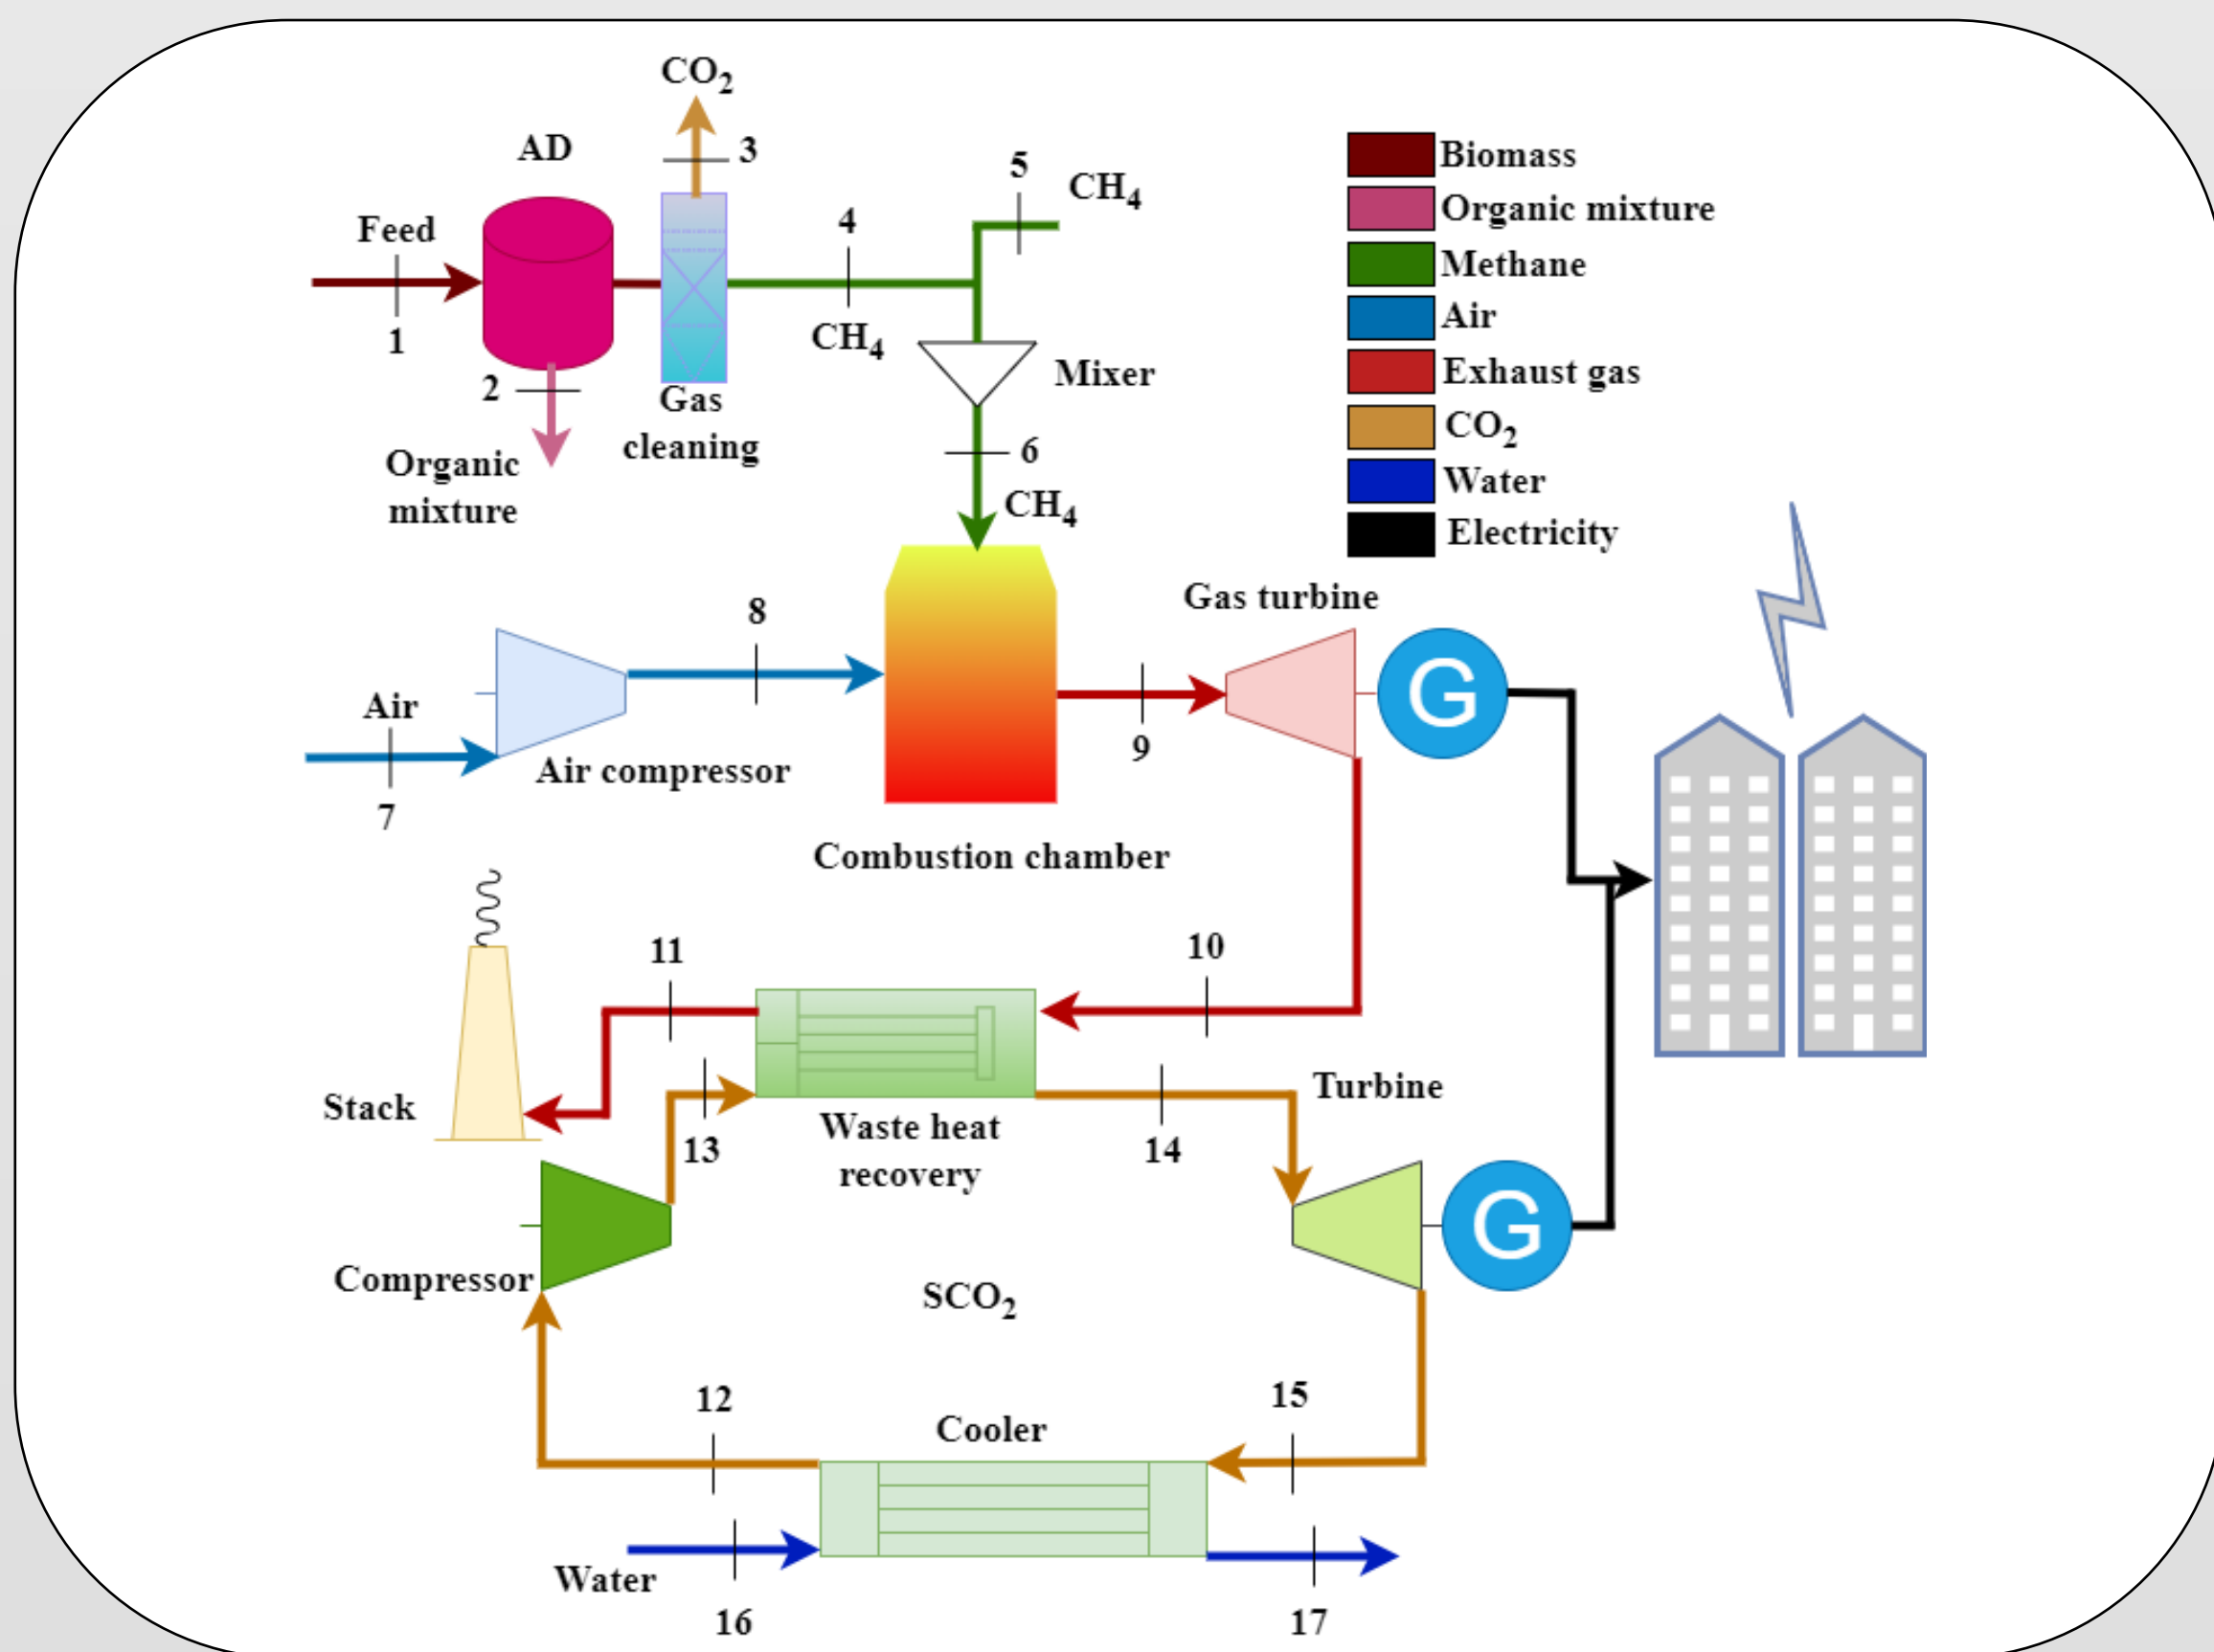 CO₂
AD
3
5
CH₄
Feed
4
1
CH₄
Mixer
2
Gas
cleaning
Organic
mixture
6
CH₄
Biomass
Organic mixture
Methane
Air
Exhaust gas
CO₂
Water
Electricity
Gas turbine
8
Air
G
9
Air compressor
7
Combustion chamber
11
10
Stack
13
Waste heat
recovery
14
Turbine
G
Compressor
SCO₂
12
15
Cooler
Water
16
17